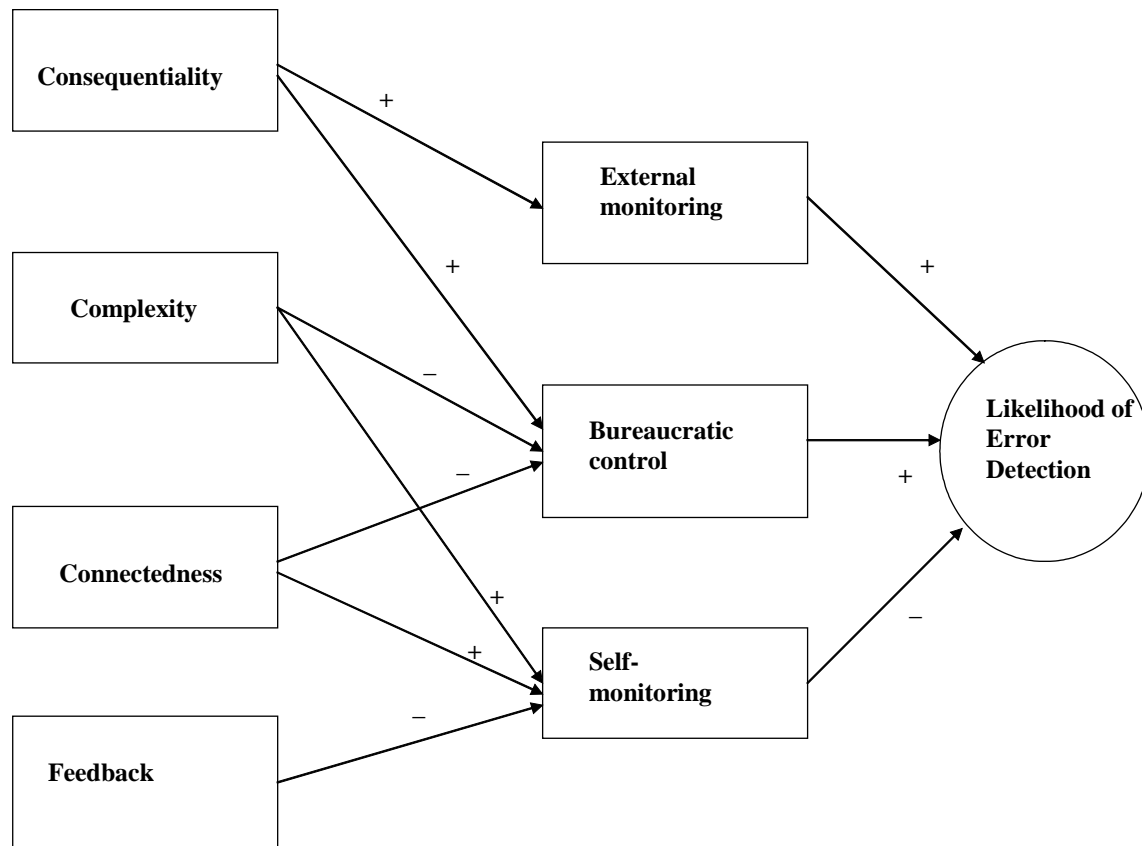 Consequentiality
+
External
monitoring
+
+
Complexity
–
Likelihood of
Error
Detection
Bureaucratic
control
–
+
Connectedness
+
+
–
Self-
monitoring
–
Feedback